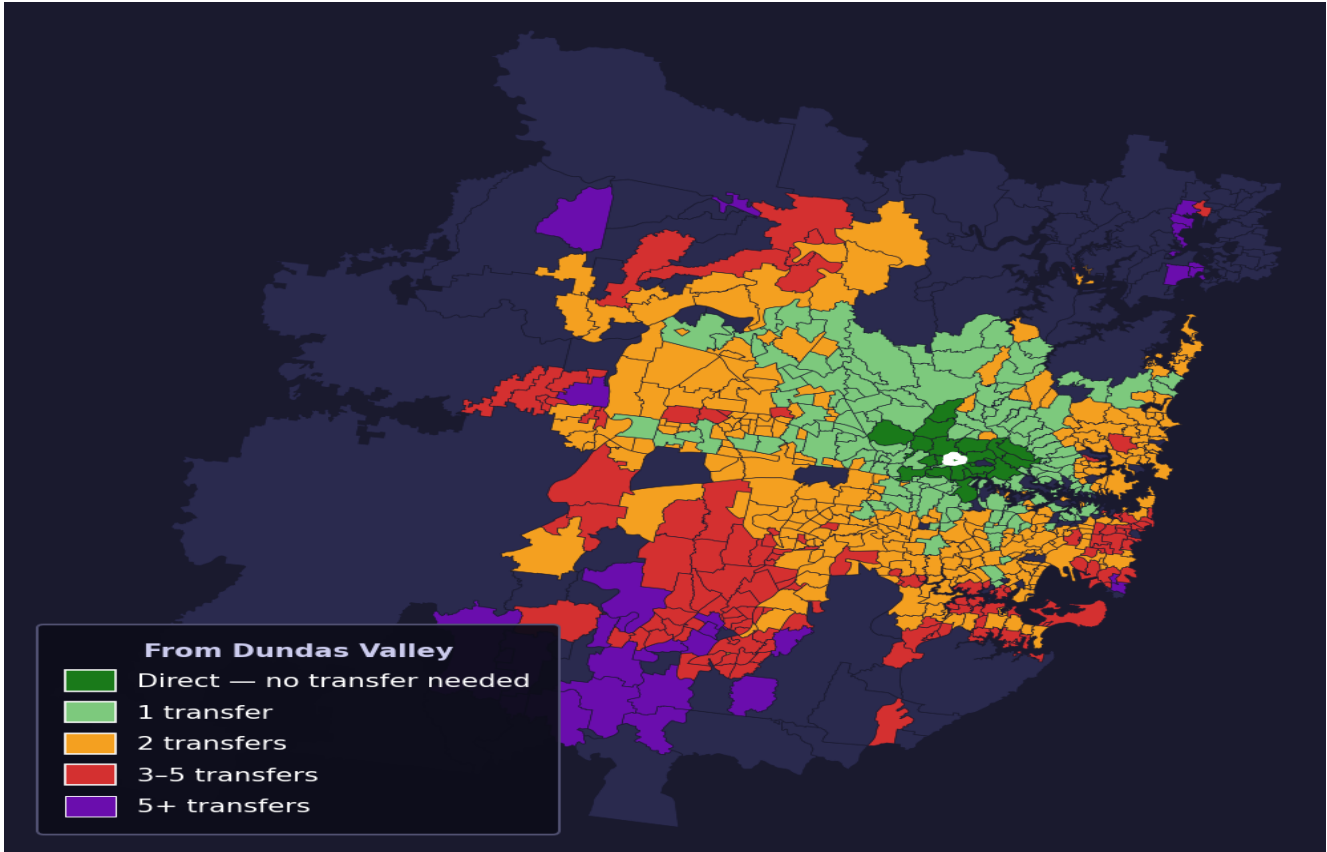 From Dundas Valley
Direct — no transfer needed
1 transfer
2 transfers
3–5 transfers
5+ transfers